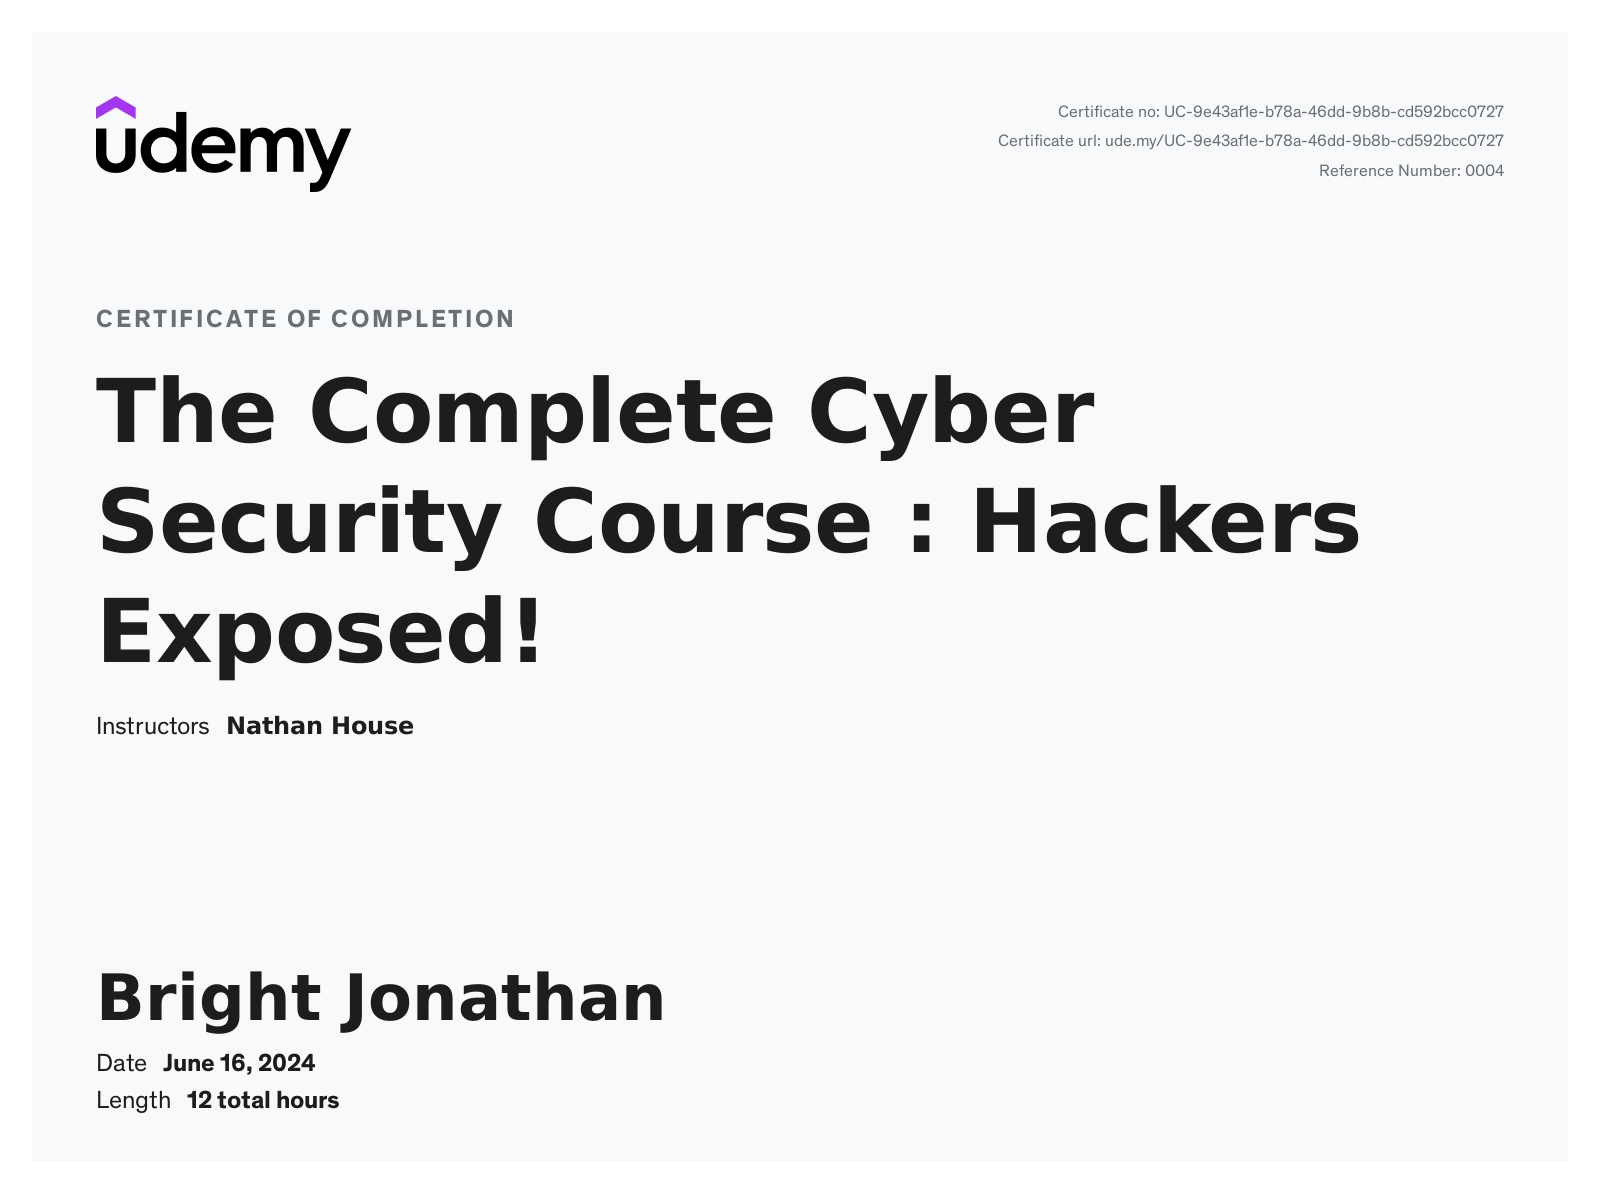 udemy
Certificate no: UC-9e43af1e-b78a-46dd-9b8b-cd592bcc0727
Certificate url: ude.my/UC-9e43af1e-b78a-46dd-9b8b-cd592bcc0727
Reference Number: 0004
CERTIFICATE OF COMPLETION
The Complete Cyber
Security Course : Hackers
Exposed!
Instructors Nathan House
Bright Jonathan
Date June 16, 2024
Length 12 total hours